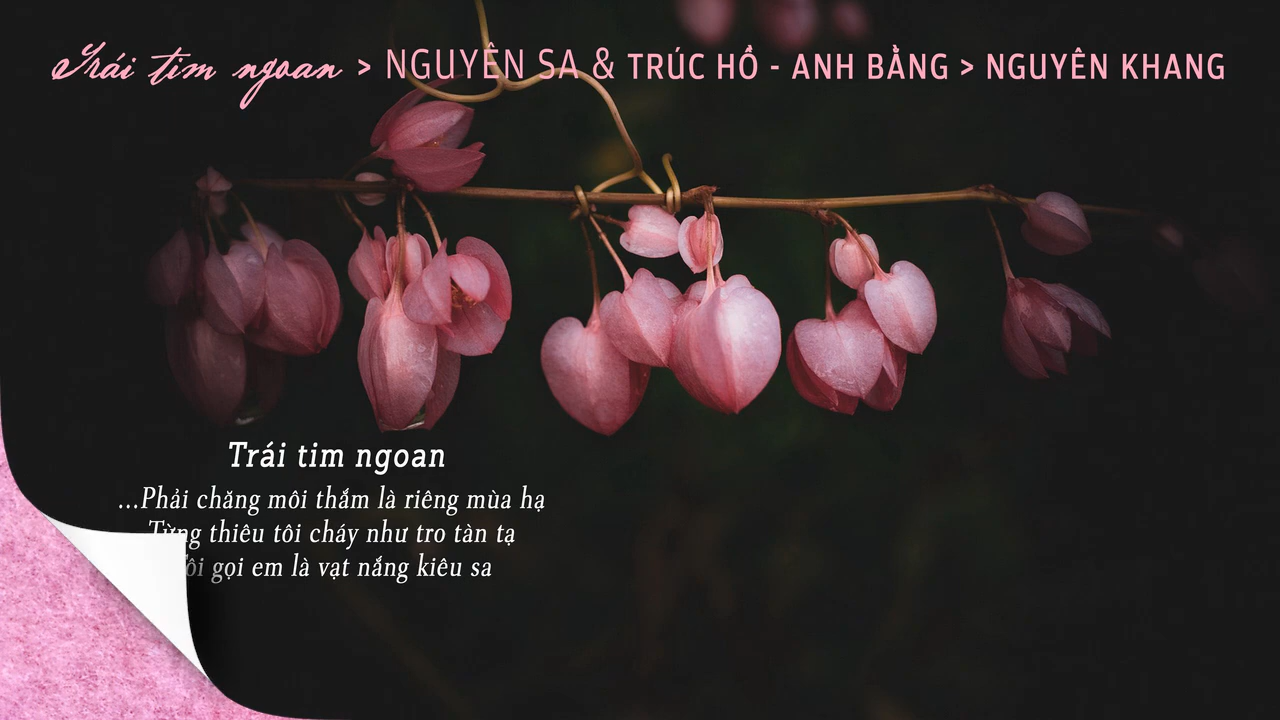 Trái tim ngoan > NGUYÊN SA & TRÚC HỒ - ANH BẰNG > NGUYÊN KHANG
Trái tim ngoan
...Phải chăng môi thắm là riêng mùa hạ
Từng thiêu tôi cháy như tro tàn tạ
gọi em là vạt nắng kiêu sa